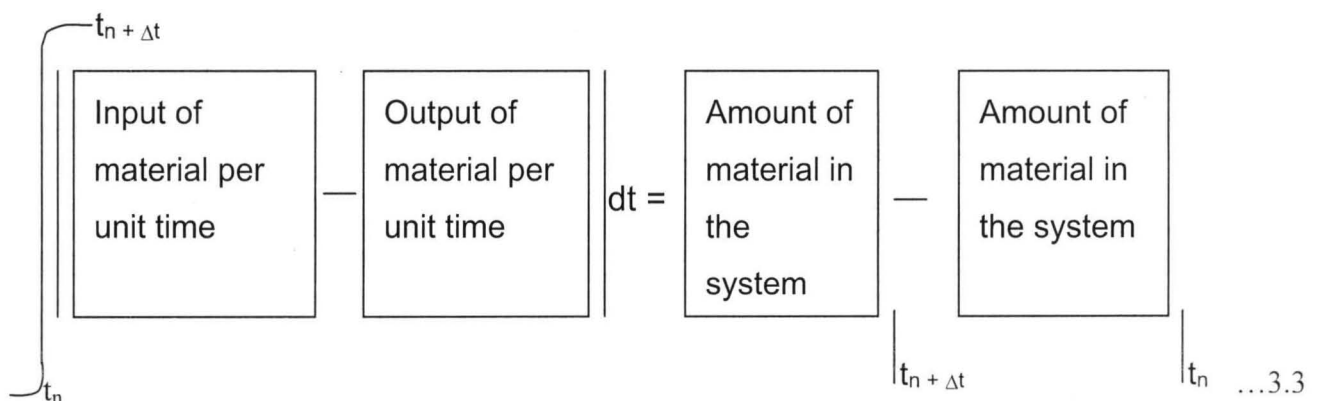 tn + Δt
Input of
material per
unit time
—
Output of
material per
unit time
dt =
Amount of
material in
the
system
tn + Δt
—
Amount of
material in
the system
tn
tn
...3.3